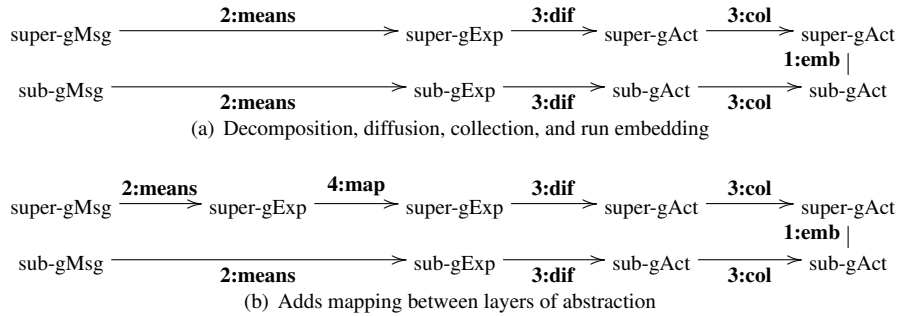 2:means 3:dif 3:col
super-gMsg super-gExp super-gAct super-gAct
1:emb
sub-gMsg sub-gExp sub-gAct sub-gAct
2:means 3:dif 3:col
(a) Decomposition, diffusion, collection, and run embedding
2:means 4:map 3:dif 3:col
super-gMsg super-gExp super-gExp super-gAct super-gAct
1:emb
sub-gMsg sub-gExp sub-gAct sub-gAct
2:means 3:dif 3:col
(b) Adds mapping between layers of abstraction